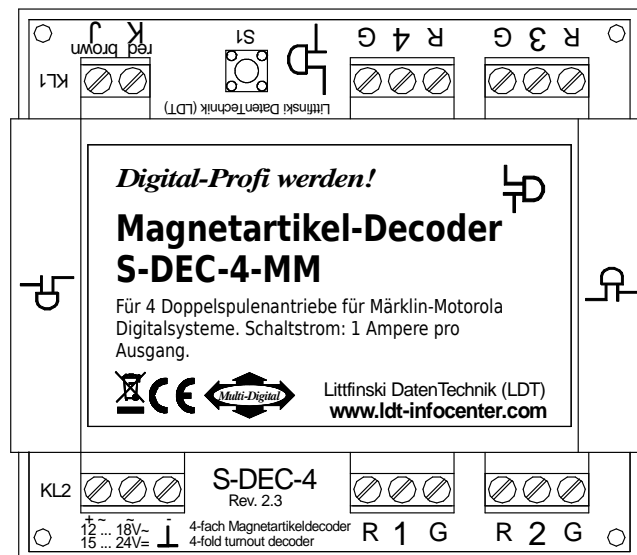 J K
brown red
KL1
S1
Littfinski DatenTechnik (LDT)
G 4 R
G 3 R
Digital-Profi werden!
Magnetartikel-Decoder
S-DEC-4-MM
Für 4 Doppelspulenantriebe für Märklin-Motorola
Digitalsysteme. Schaltstrom: 1 Ampere pro
Ausgang.
CE
Multi-Digital
Littfinski DatenTechnik (LDT)
www.ldt-infocenter.com
KL2
+ ~ ~ -
12 ... 18V~
15 ... 24V=
S-DEC-4
Rev. 2.3
4-fach Magnetartikeldecoder
4-fold turnout decoder
R 1 G
R 2 G